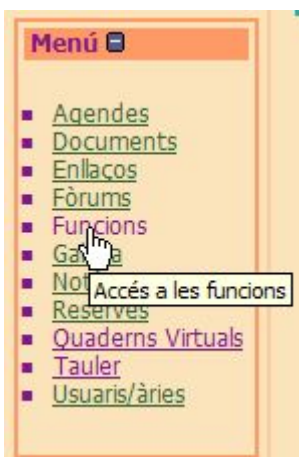 Menú
Agendes
Documents
Enllaços
Fòrums
Funcions
Accés a les funcions
Reserves
Quaderns Virtuals
Tauler
Usuaris/àries